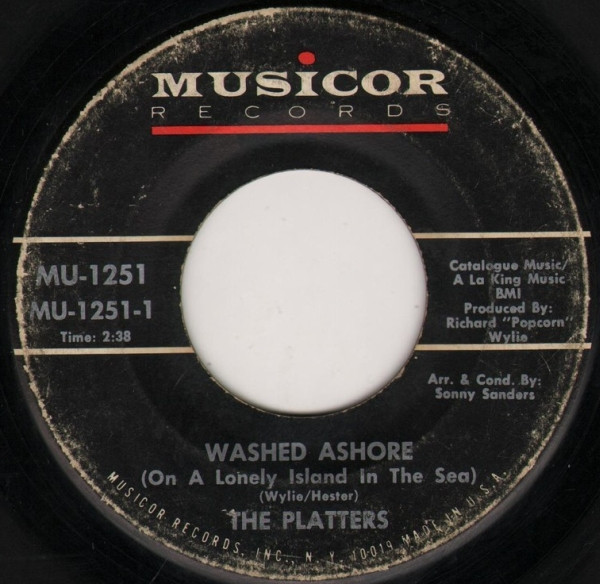 MUSICOR
RECORDS
MU-1251
MU-1251-1
Time: 2:38
Catalogue Music/
A La King Music
BMI
Produced By:
Richard "Popcorn"
Wylie
Arr. & Cond. By:
Sonny Sanders
WASHED ASHORE
(On A Lonely Island In The Sea)
(Wylie/Hester)
THE PLATTERS
MUSICOR RECORDS, INC., N. Y. 10019 MADE IN U.S.A.